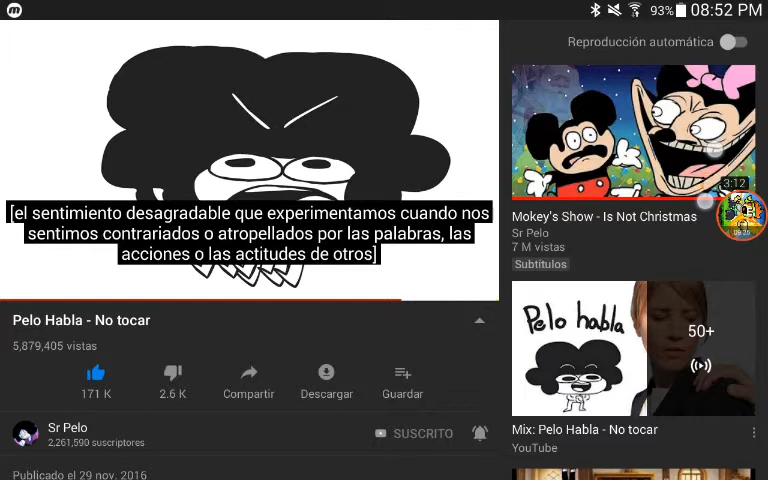 93% 08:52 PM
[el sentimiento desagradable que experimentamos cuando nos
sentimos contrariados o atropellados por las palabras, las
acciones o las actitudes de otros]
Pelo Habla - No tocar
5,879,405 vistas
171 K
2.6 K
Compartir
Descargar
Guardar
Sr Pelo
2,261,590 suscriptores
SUSCRITO
Publicado el 29 nov. 2016
Reproducción automática
3:12
09:26
Mokey's Show - Is Not Christmas
Sr Pelo
7 M vistas
Subtítulos
Pelo habla
50+
Mix: Pelo Habla - No tocar
YouTube